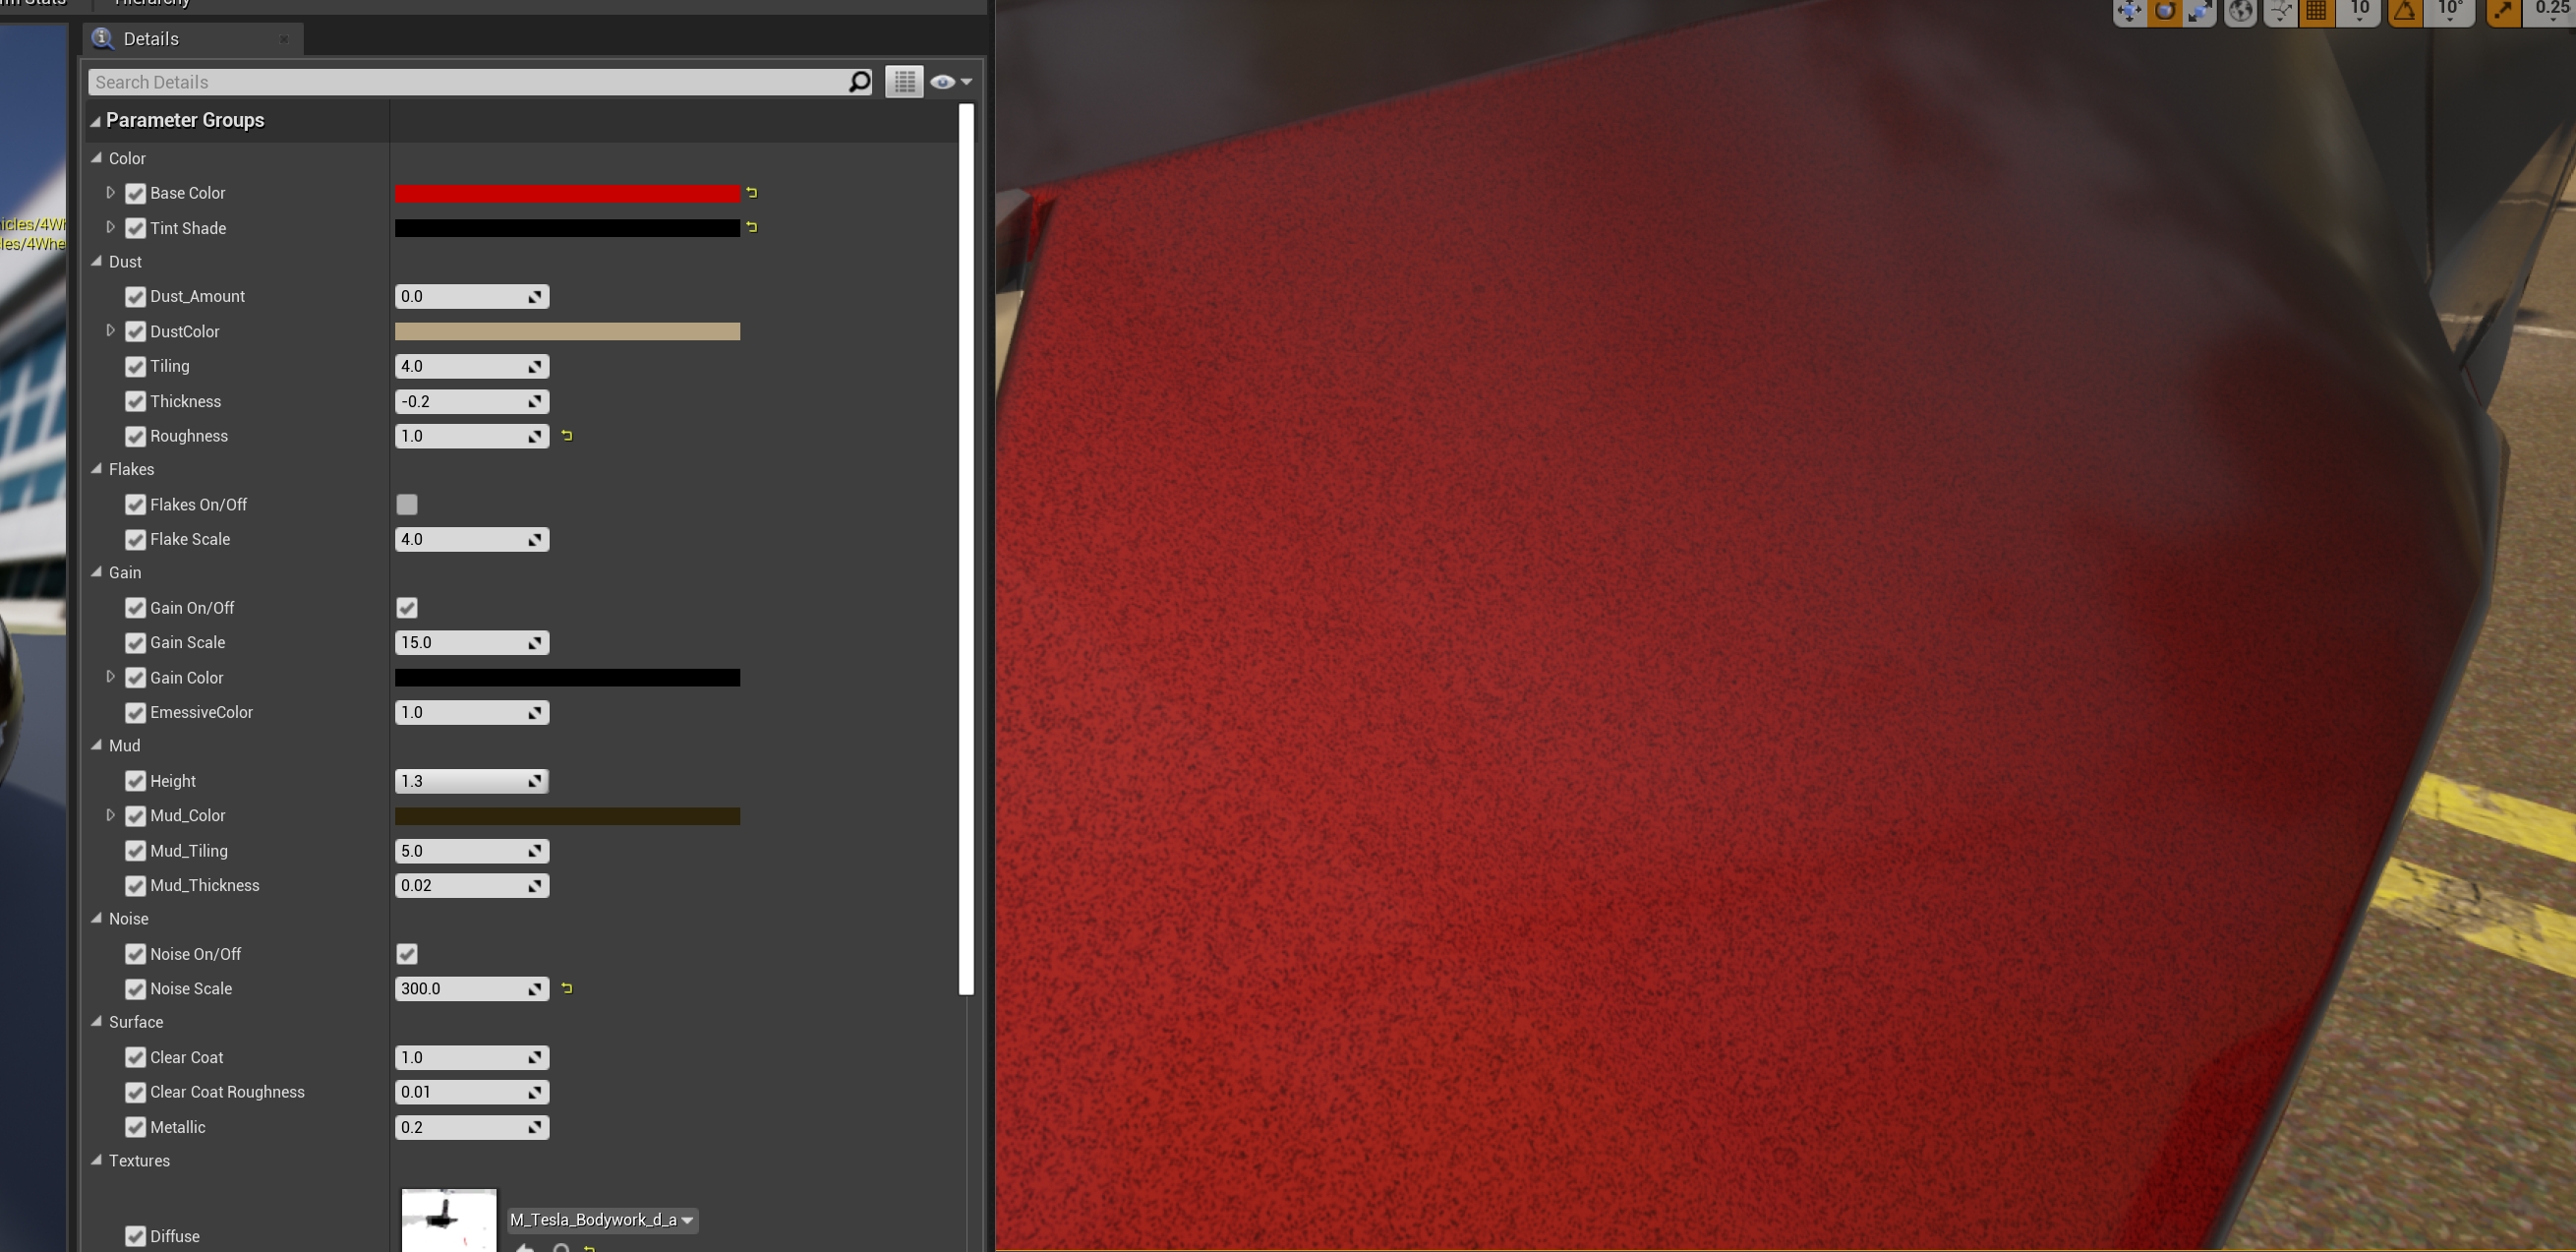 Stats
Hierarchy
10
10°
0.25
Details
Search Details
Parameter Groups
Color
Base Color
icles/4Wh
les/4Whe
Tint Shade
Dust
Dust_Amount 0.0
DustColor
Tiling 4.0
Thickness -0.2
Roughness 1.0
Flakes
Flakes On/Off
Flake Scale 4.0
Gain
Gain On/Off
Gain Scale 15.0
Gain Color
EmessiveColor 1.0
Mud
Height 1.3
Mud_Color
Mud_Tiling 5.0
Mud_Thickness 0.02
Noise
Noise On/Off
Noise Scale 300.0
Surface
Clear Coat 1.0
Clear Coat Roughness 0.01
Metallic 0.2
Textures
M_Tesla_Bodywork_d_a
Diffuse